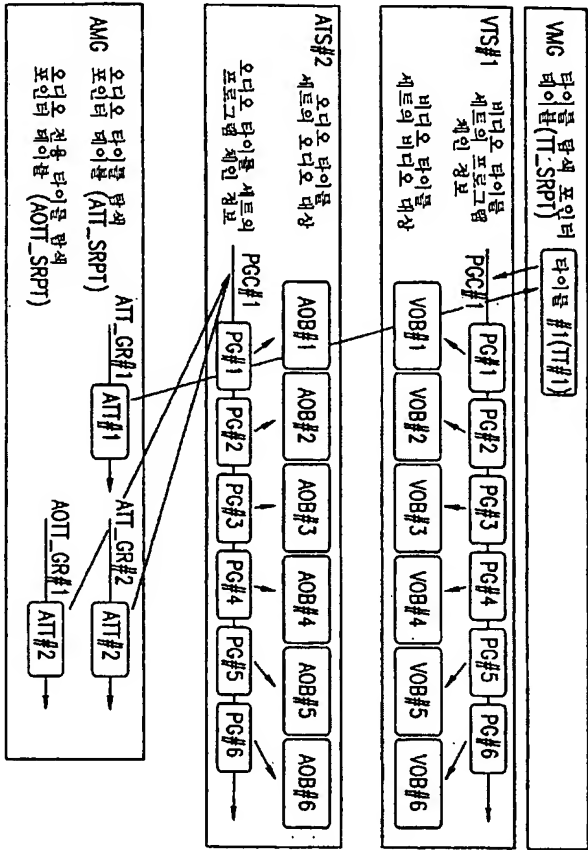 VMG 타이틀 탐색 포인터
테이블(TT_SRPT)
타이틀 #1(TT#1)
VTS#1
비디오 타이틀
세트의 프로그램
체인 정보
PGC#1
PG#1 PG#2 PG#3 PG#4 PG#5 PG#6
비디오 타이틀
세트의 비디오 대상
VOB#1 VOB#2 VOB#3 VOB#4 VOB#5 VOB#6
ATS#2
오디오 타이틀
세트의 오디오 대상
AOB#1 AOB#2 AOB#3 AOB#4 AOB#5 AOB#6
오디오 타이틀 세트의
프로그램 체인 정보
PGC#1
PG#1 PG#2 PG#3 PG#4 PG#5 PG#6
AMG
오디오 타이틀 탐색
포인터 테이블 (ATT_SRPT)
ATT_GR#1 ATT#1 ATT_GR#2 ATT#2
오디오 전용 타이틀 탐색
포인터 테이블 (AOTT_SRPT)
AOTT_GR#1 ATT#2